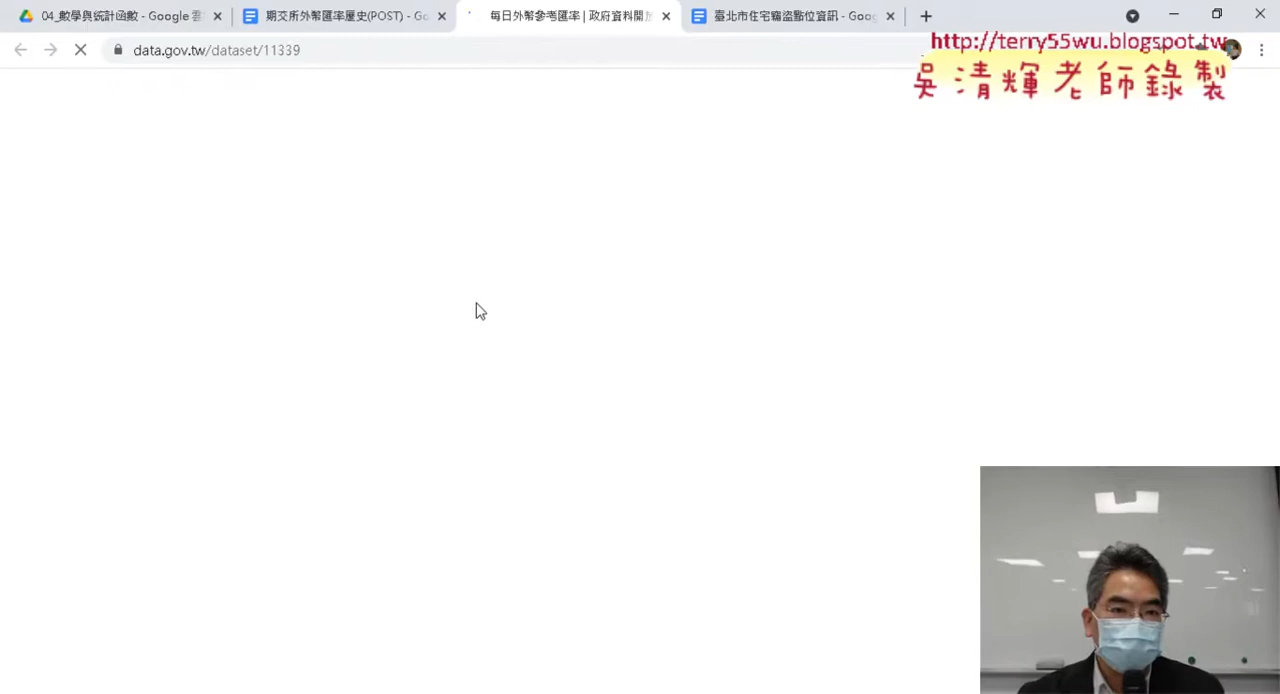 04_數學與統計函數 - Google 雲
期交所外幣匯率歷史(POST) - Go
每日外幣參考匯率 | 政府資料開放
臺北市住宅竊盜點位資訊 - Goog
data.gov.tw/dataset/11339
http://terry55wu.blogspot.tw
吳清輝老師錄製